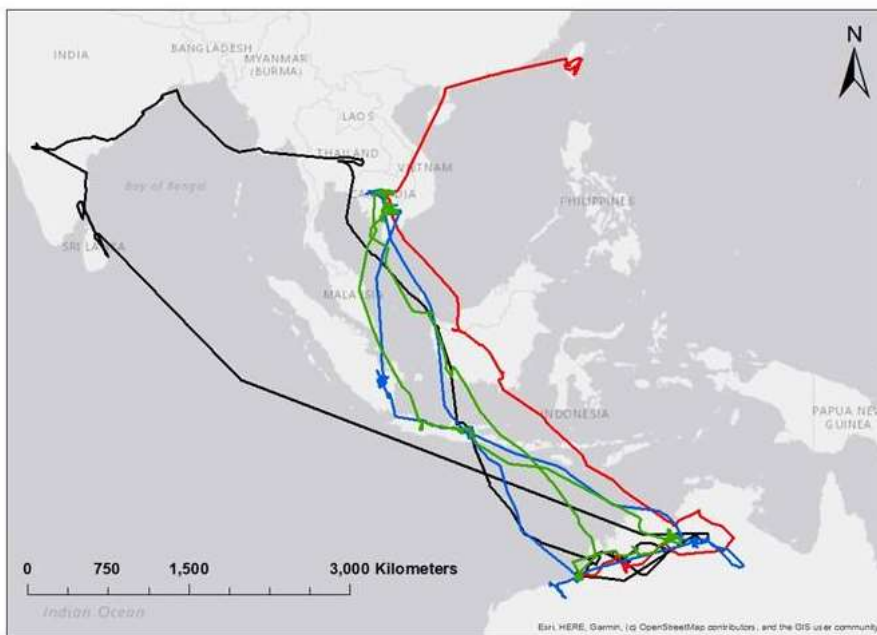 N
INDIA
BANGLADESH
MYANMAR
(BURMA)
LAOS
THAILAND
VIETNAM
CAMBODIA
Bay of Bengal
PHILIPPINES
SRI LANKA
MALAYSIA
INDONESIA
PAPUA NEW
GUINEA
0 750 1,500 3,000 Kilometers
Indian Ocean
Esri, HERE, Garmin, (c) OpenStreetMap contributors, and the GIS user community